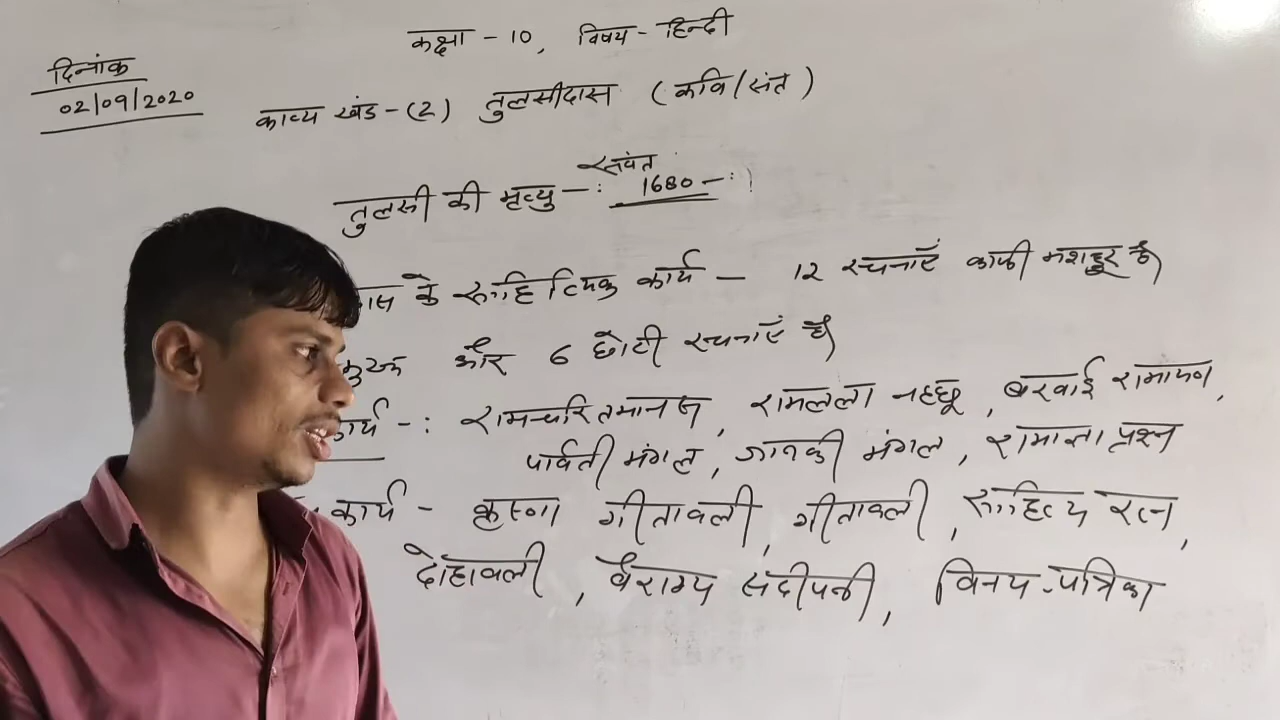 कक्षा - 10, विषय - हिन्दी
दिनांक
02/09/2020
काव्य खंड - (2) तुलसीदास (कवि/संत)
सवंत
तुलसी की मृत्यु -: 1680 -:
के साहित्यिक कार्य - 12 रचनाएँ काफी मशहूर है
और 6 छोटी रचनाएँ है
कार्य -: रामचरितमानस, रामलला नहछू, बरवाई रामायण,
पार्वती मंगल, जानकी मंगल, रामाज्ञा प्रश्न
कार्य - कृष्णा गीतावली, गीतावली, साहित्य रत्न,
दोहावली, वैराग्य संदीपनी, विनय-पत्रिका